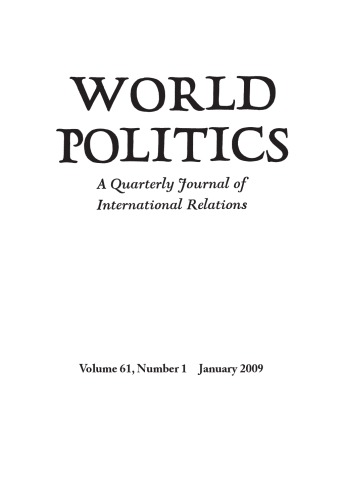 WORLD
POLITICS
A Quarterly Journal of
International Relations
Volume 61, Number 1 January 2009